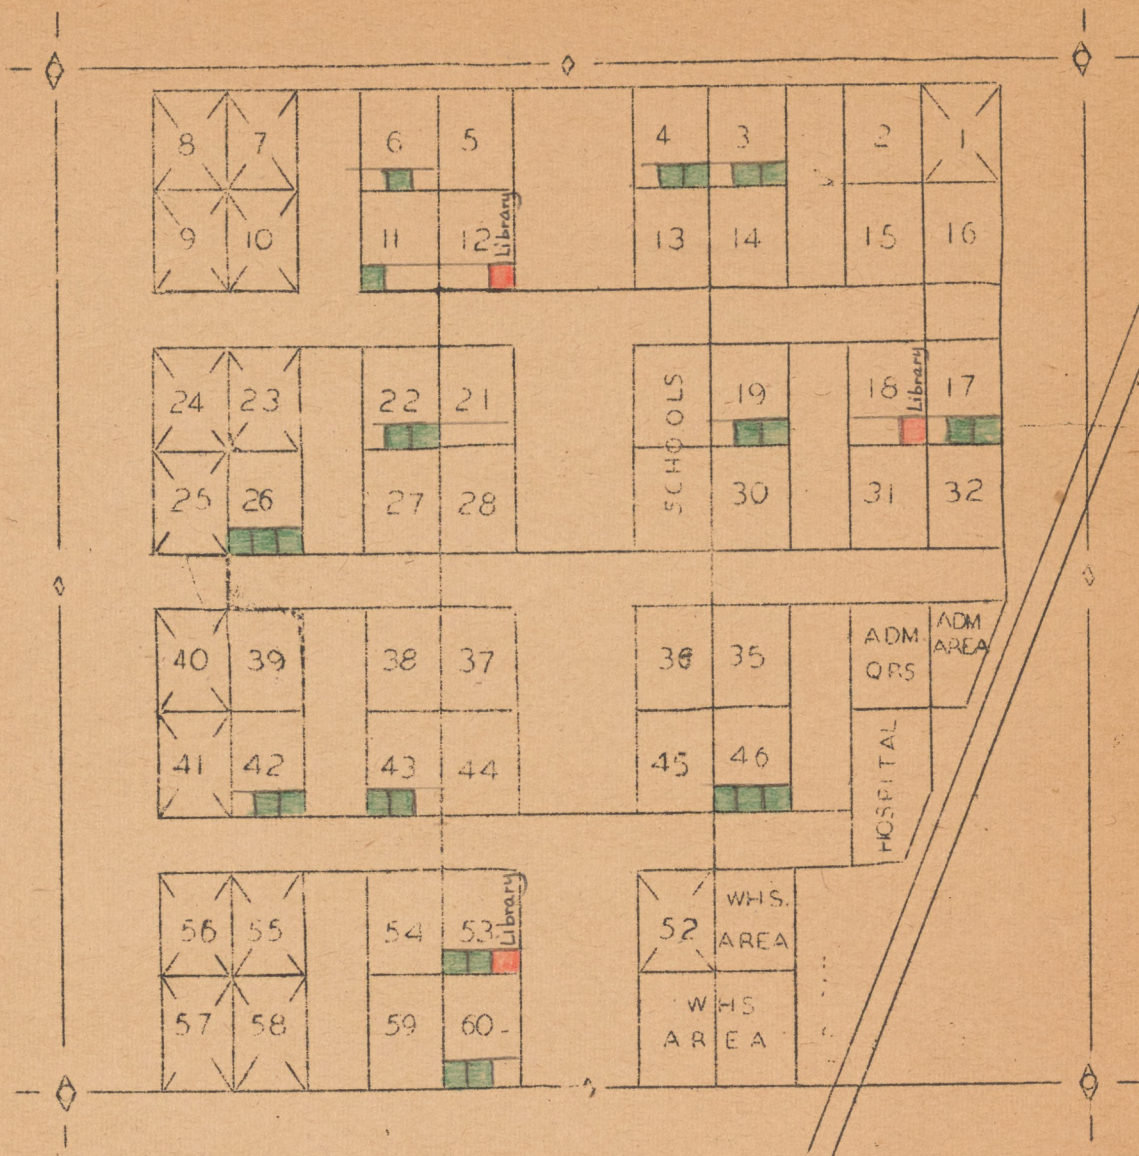 8 7 6 5 4 3 2 1
9 10 11 12 Library 13 14 15 16
24 23 22 21 SCHOOLS 19 18 Library 17
25 26 27 28 30 31 32
40 39 38 37 36 35 ADM. QRS ADM AREA
41 42 43 44 45 46 HOSPITAL
56 55 54 53 Library 52 WHS. AREA
57 58 59 60 WHS AREA